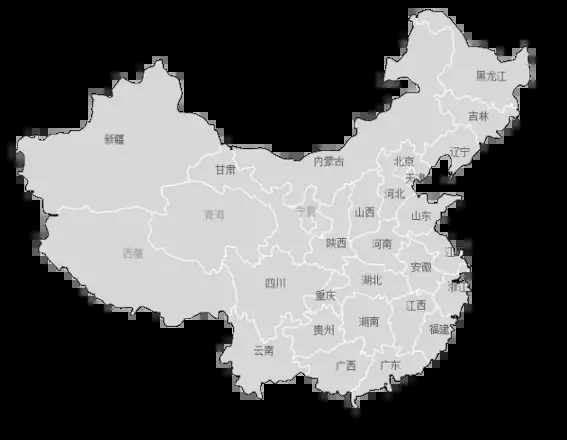 黑龙江
吉林
辽宁
新疆
内蒙古
北京
甘肃
天津
河北
宁夏
山西
青海
山东
陕西
河南
西藏
江
安徽
四川
湖北
浙江
重庆
江西
湖南
贵州
福建
云南
广西
广东